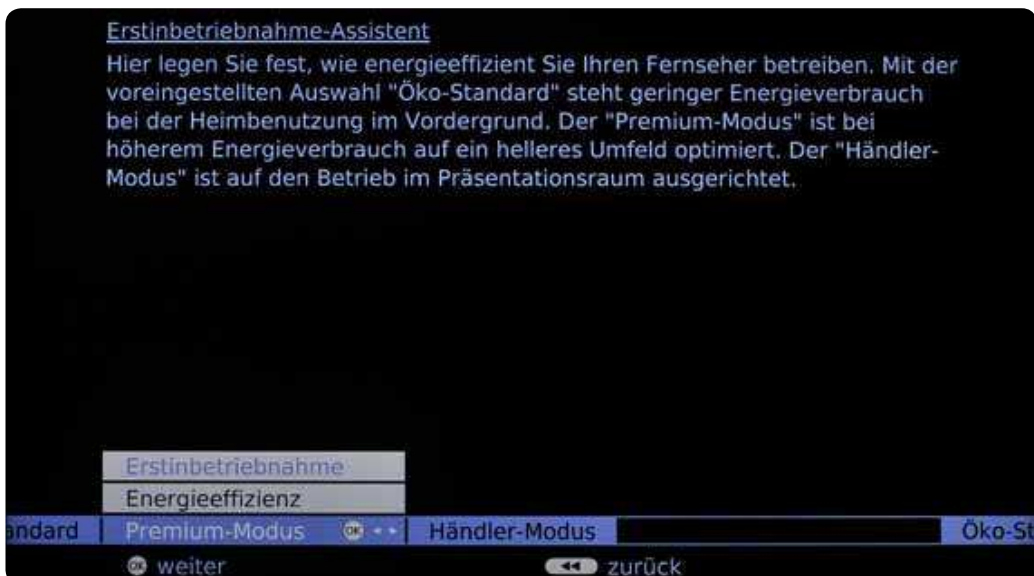 Erstinbetriebnahme-Assistent
Hier legen Sie fest, wie energieeffizient Sie Ihren Fernseher betreiben. Mit der
voreingestellten Auswahl "Öko-Standard" steht geringer Energieverbrauch
bei der Heimbenutzung im Vordergrund. Der "Premium-Modus" ist bei
höherem Energieverbrauch auf ein helleres Umfeld optimiert. Der "Händler-
Modus" ist auf den Betrieb im Präsentationsraum ausgerichtet.
Erstinbetriebnahme
Energieeffizienz
andard Premium-Modus OK Händler-Modus Öko-St
OK weiter zurück